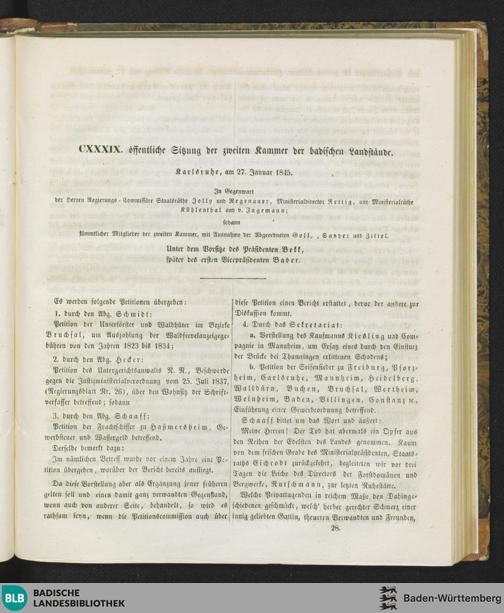 CXXXIX. öffentliche Sitzung der zweiten Kammer der badischen Landstände.
Karlsruhe, am 27. Januar 1845.
In Gegenwart
der Herren Regierungs-Commissäre Staatsräthe Jolly und Regenauer, Ministerialdirector Rettig, und Ministerialräthe
Kühlenthal und v. Jagemann;
sodann
sämmtlicher Mitglieder der zweiten Kammer, mit Ausnahme der Abgeordneten Goll, Sander und Zittel.
Unter dem Vorsitze des Präsidenten Bekk,
später des ersten Vicepräsidenten Bader.
Es werden folgende Petitionen übergeben:
1. durch den Abg. Schmidt:
Petition der Unterförster und Waldhüter im Bezirke
Bruchsal, um Auszahlung der Waldfrevelanzeigege-
bühren von den Jahren 1823 bis 1834;
2. durch den Abg. Hecker:
Petition des Untergerichtsanwalts N. N., Beschwerde
gegen die Justizministerialverordnung vom 25. Juli 1837,
(Regierungsblatt Nr. 26), über den Wohnsitz der Schrift-
verfasser betreffend; sodann
3. durch den Abg. Schaaff:
Petition der Frachtschiffer zu Haßmersheim, Ge-
werbsteuer und Wassergeld betreffend.
Derselbe bemerkt dazu:
Im nämlichen Betreff wurde vor einem Jahre eine Pe-
tition übergeben, worüber der Bericht bereits aufliegt.
Da diese Vorstellung aber als Ergänzung jener früheren
gelten soll und einen damit ganz verwandten Gegenstand,
wenn auch von anderer Seite, behandelt, so wird es
rathsam seyn, wenn die Petitionscommission auch über
diese Petition einen Bericht erstattet, bevor der andere zur
Diskussion kommt.
4. Durch das Sekretariat:
a. Vorstellung des Kaufmanns Kiesling und Com-
pagnie in Mannheim, um Ersatz eines durch den Einsturz
der Brücke bei Thumringen erlittenen Schadens;
b. Petition der Seifensieder zu Freiburg, Pforz-
heim, Carlsruhe, Mannheim, Heidelberg,
Walldürn, Buchen, Bruchsal, Wertheim,
Weinheim, Baden, Billingen, Constanz u.
Einführung einer Gewerbsordnung betreffend.
Schaaff bittet um das Wort und äußert:
Meine Herren! Der Tod hat abermals ein Opfer aus
den Reihen der Edelsten des Landes genommen. Kaum
von dem frischen Grabe des Ministerialpräsidenten, Staats-
raths Eichrodt zurückgekehrt, begleiteten wir vor drei
Tagen die Leiche des Directors der Forstdomänen und
Bergwerke, Rutschmann, zur letzten Ruhestätte.
Welche Privattugenden in reichem Maße den Dahinge-
schiedenen geschmückt, welch' herber gerechter Schmerz einer
innig geliebten Gattin, theueren Verwandten und Freunden,
28.
BLB
BADISCHE
LANDESBIBLIOTHEK
Baden-Württemberg